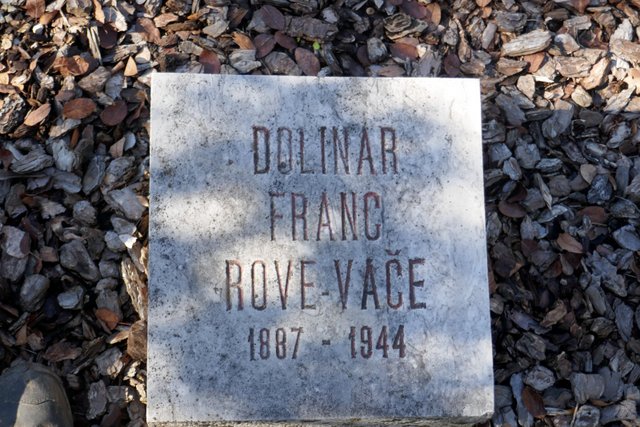 DOLINAR
FRANC
ROVE-VAČE
1887 - 1944